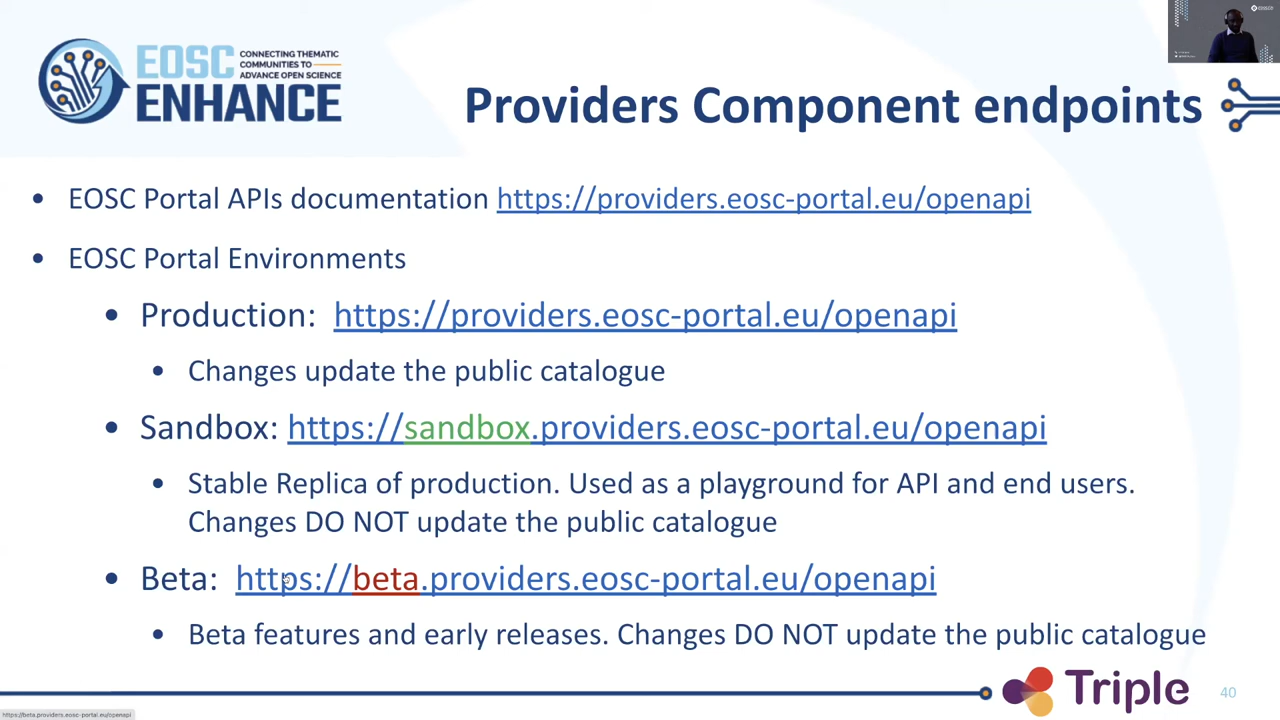 EOSC
ENHANCE
CONNECTING THEMATIC
COMMUNITIES TO
ADVANCE OPEN SCIENCE
Providers Component endpoints
• EOSC Portal APIs documentation https://providers.eosc-portal.eu/openapi
• EOSC Portal Environments
• Production: https://providers.eosc-portal.eu/openapi
• Changes update the public catalogue
• Sandbox: https://sandbox.providers.eosc-portal.eu/openapi
• Stable Replica of production. Used as a playground for API and end users.
Changes DO NOT update the public catalogue
• Beta: https://beta.providers.eosc-portal.eu/openapi
• Beta features and early releases. Changes DO NOT update the public catalogue
Triple
40
https://beta.providers.eosc-portal.eu/openapi